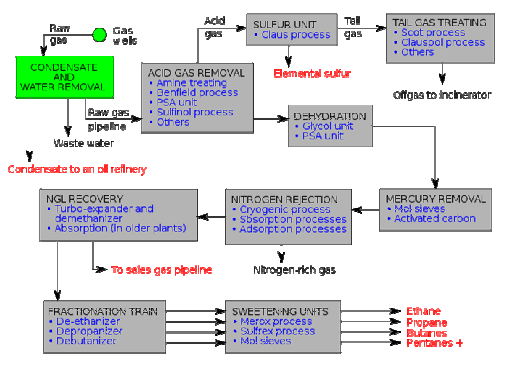 Raw
gas
Gas
wells
CONDENSATE
AND
WATER REMOVAL
Waste water
Condensate to an oil refinery
Raw gas
pipeline
ACID GAS REMOVAL
• Amine treating
• Benfield process
• PSA unit
• Sulfinol process
• Others
Acid
gas
SULFUR UNIT
• Claus process
Elemental sulfur
Tail
gas
TAIL GAS TREATING
• Scot process
• Clauspol process
• Others
Offgas to incinerator
DEHYDRATION
• Glycol unit
• PSA unit
MERCURY REMOVAL
• Mol sieves
• Activated carbon
NITROGEN REJECTION
• Cryogenic process
• Sbsorption processes
• Adsorption processes
Nitrogen-rich gas
NGL RECOVERY
• Turbo-expander and
demethanizer
• Absorption (in older plants)
To sales gas pipeline
FRACTIONATION TRAIN
• De-ethanizer
• Depropanizer
• Debutanizer
SWEETENING UNITS
• Merox process
• Sulfrex process
• Mol sieves
Ethane
Propane
Butanes
Pentanes +